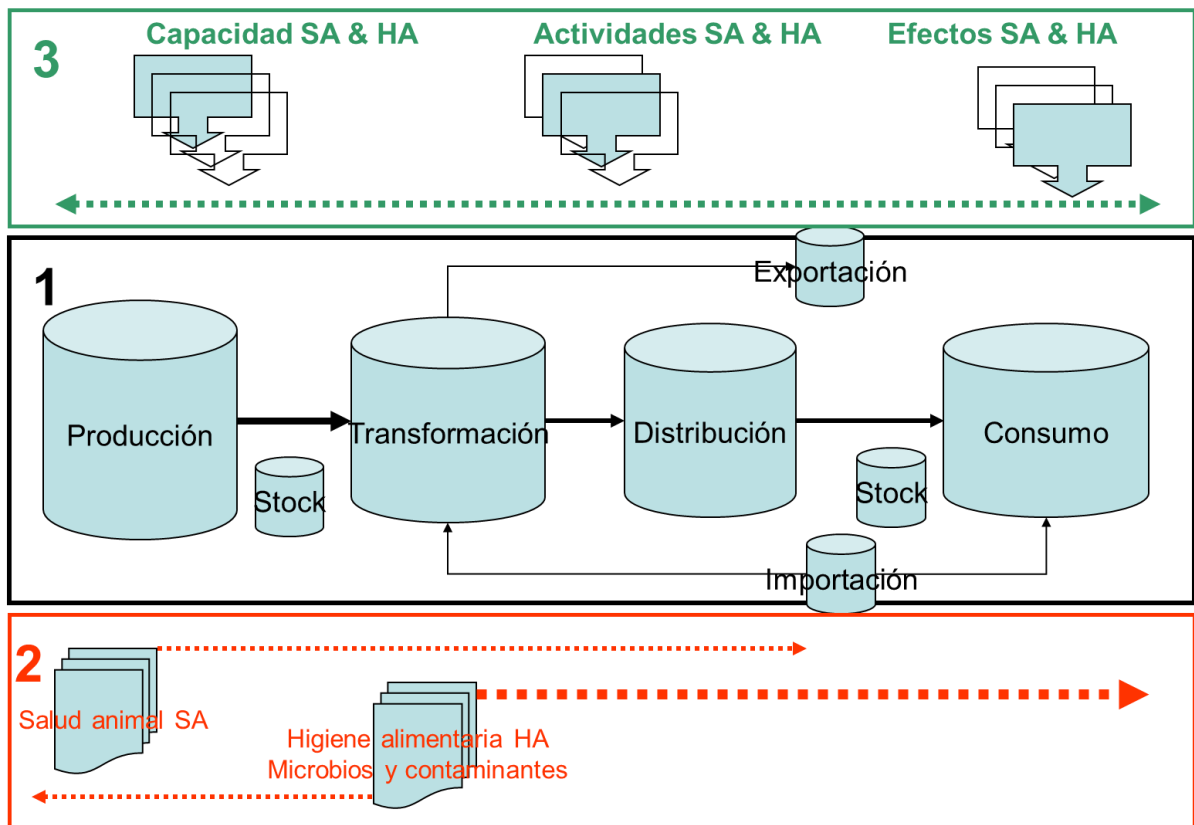 3
Capacidad SA & HA
Actividades SA & HA
Efectos SA & HA
1
Exportación
Producción
Transformación
Distribución
Consumo
Stock
Stock
Importación
2
Salud animal SA
Higiene alimentaria HA
Microbios y contaminantes